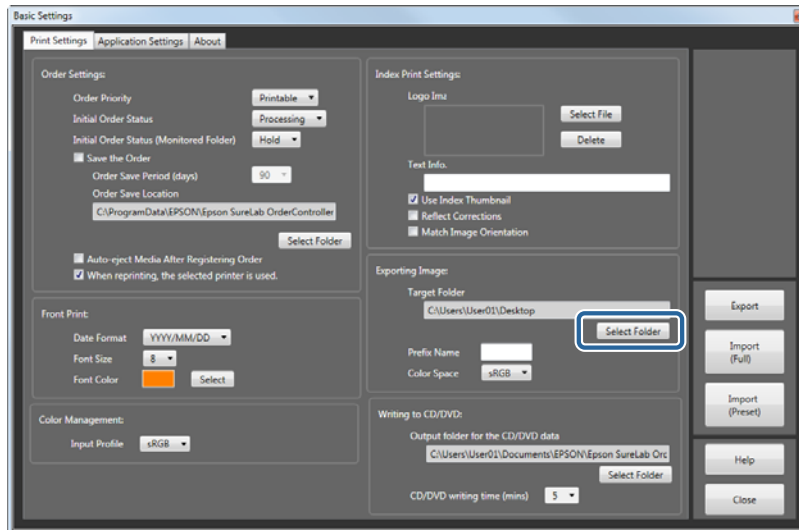 Basic Settings
Print Settings Application Settings About
Order Settings:
Order Priority Printable
Initial Order Status Processing
Initial Order Status (Monitored Folder) Hold
Save the Order
Order Save Period (days) 90
Order Save Location
C:\ProgramData\EPSON\Epson SureLab OrderController
Select Folder
Auto-eject Media After Registering Order
When reprinting, the selected printer is used.
Front Print:
Date Format YYYY/MM/DD
Font Size 8
Font Color Select
Color Management:
Input Profile sRGB
Index Print Settings:
Logo Ima
Select File
Delete
Text Info.
Use Index Thumbnail
Reflect Corrections
Match Image Orientation
Exporting Image:
Target Folder
C:\Users\User01\Desktop
Select Folder
Prefix Name
Color Space sRGB
Writing to CD/DVD:
Output folder for the CD/DVD data
C:\Users\User01\Documents\EPSON\Epson SureLab Orc
Select Folder
CD/DVD writing time (mins) 5
Export
Import
(Full)
Import
(Preset)
Help
Close